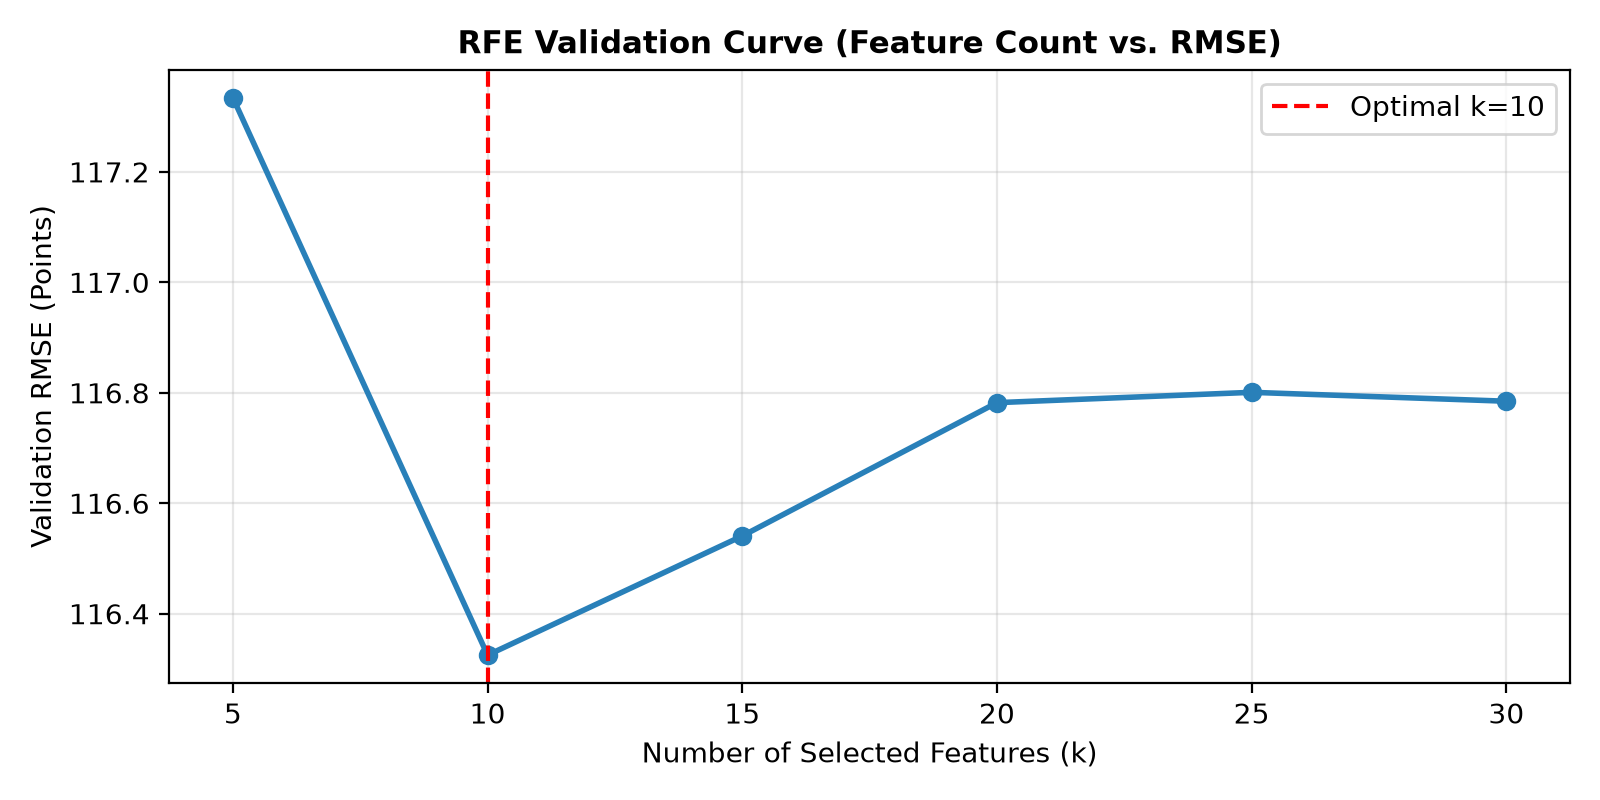 RFE Validation Curve (Feature Count vs. RMSE)
Optimal k=10
Validation RMSE (Points)
117.2
117.0
116.8
116.6
116.4
5 10 15 20 25 30
Number of Selected Features (k)